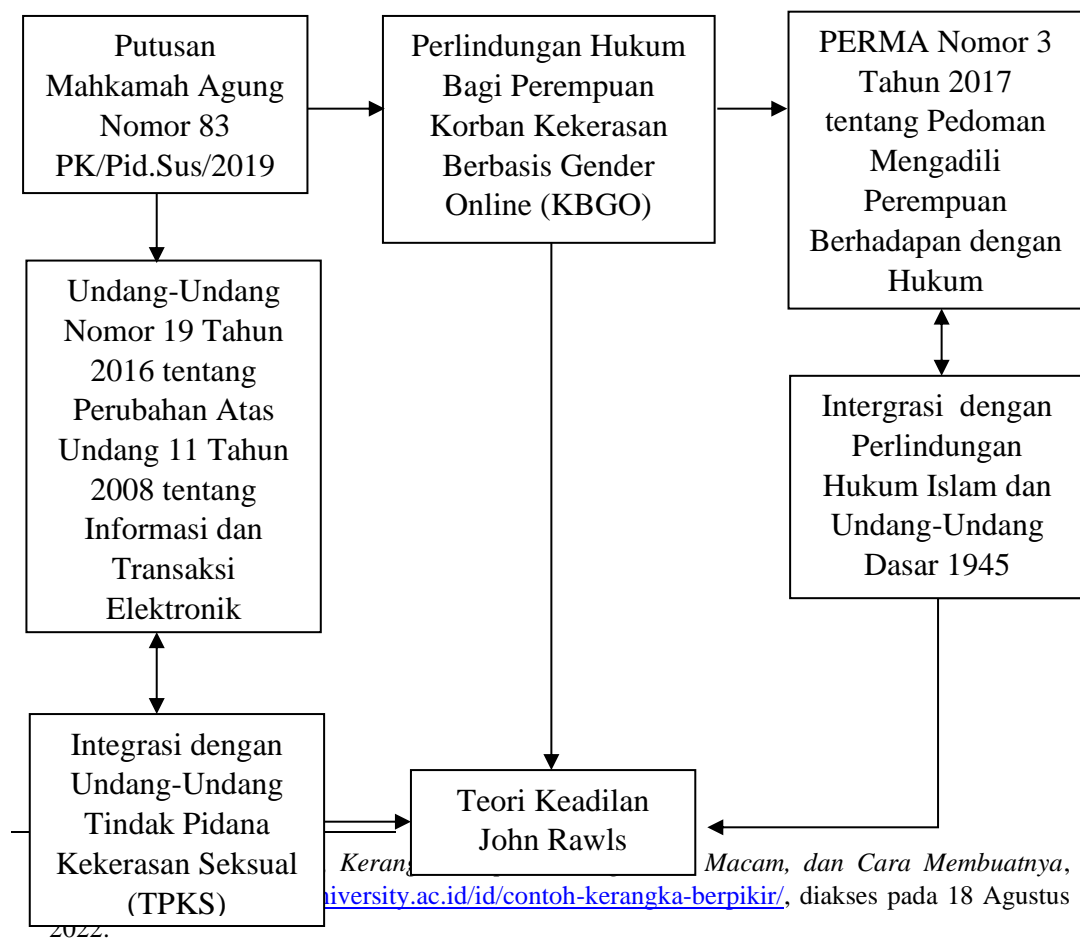 Putusan
Mahkamah Agung
Nomor 83
PK/Pid.Sus/2019
Perlindungan Hukum
Bagi Perempuan
Korban Kekerasan
Berbasis Gender
Online (KBGO)
PERMA Nomor 3
Tahun 2017
tentang Pedoman
Mengadili
Perempuan
Berhadapan dengan
Hukum
Undang-Undang
Nomor 19 Tahun
2016 tentang
Perubahan Atas
Undang 11 Tahun
2008 tentang
Informasi dan
Transaksi
Elektronik
Intergrasi dengan
Perlindungan
Hukum Islam dan
Undang-Undang
Dasar 1945
Integrasi dengan
Undang-Undang
Tindak Pidana
Kekerasan Seksual
(TPKS)
Teori Keadilan
John Rawls
Macam, dan Cara Membuatnya,
niversity.ac.id/id/contoh-kerangka-berpikir/, diakses pada 18 Agustus
2022.